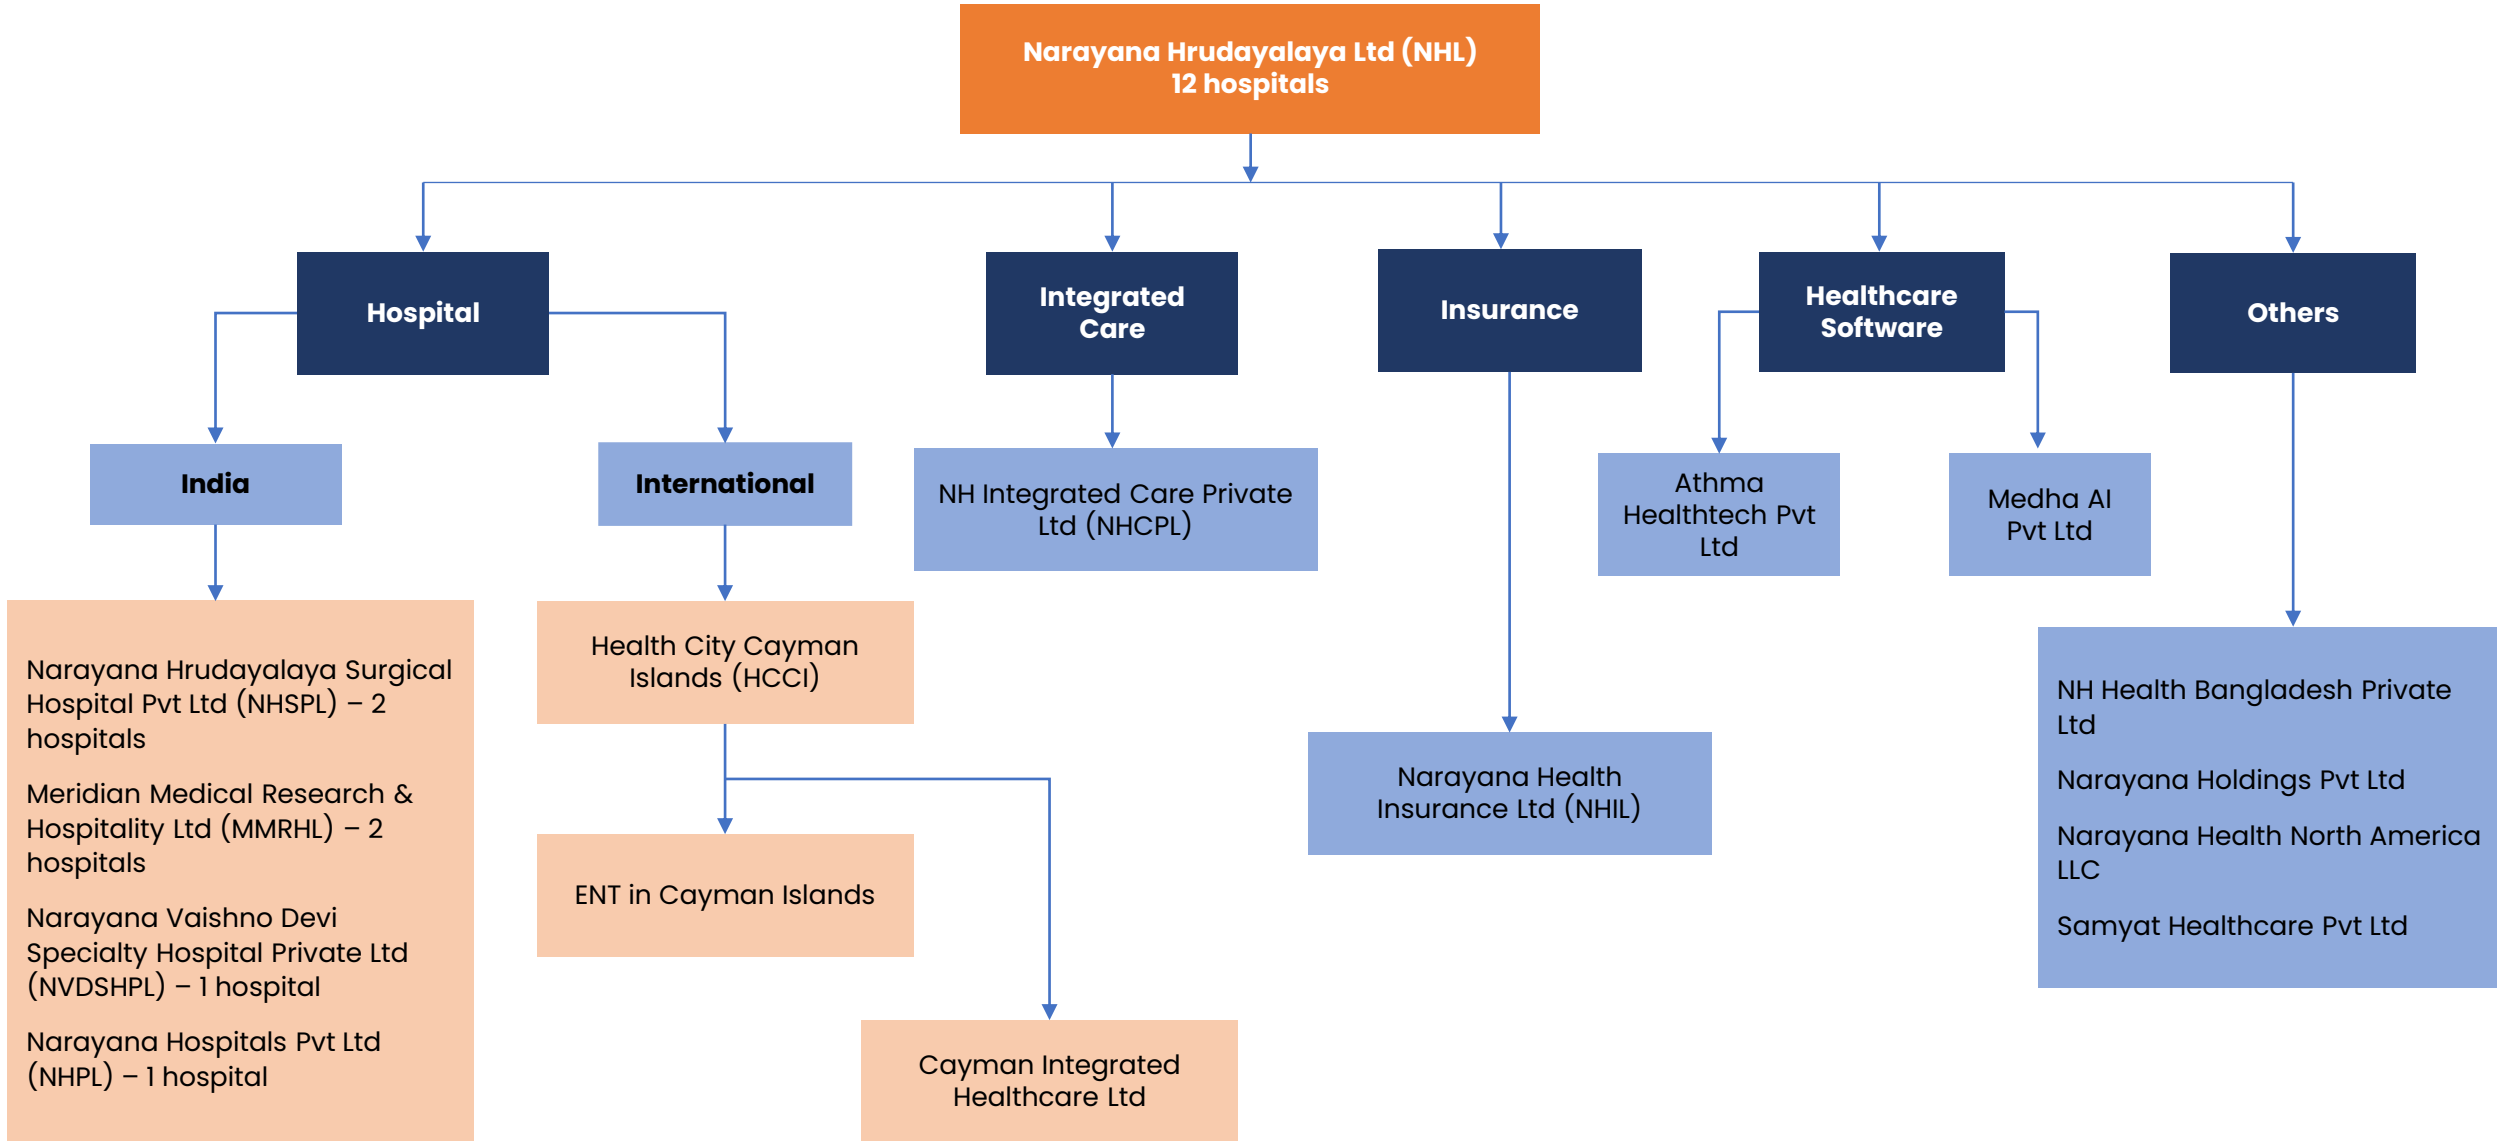 Narayana Hrudayalaya Ltd (NHL)
12 hospitals
Hospital
Integrated
Care
Insurance
Healthcare
Software
Others
India
International
NH Integrated Care Private
Ltd (NHCPL)
Athma
Healthtech Pvt
Ltd
Medha AI
Pvt Ltd
Narayana Hrudayalaya Surgical
Hospital Pvt Ltd (NHSPL) – 2
hospitals
Meridian Medical Research &
Hospitality Ltd (MMRHL) – 2
hospitals
Narayana Vaishno Devi
Specialty Hospital Private Ltd
(NVDSHPL) – 1 hospital
Narayana Hospitals Pvt Ltd
(NHPL) – 1 hospital
Health City Cayman
Islands (HCCI)
ENT in Cayman Islands
Cayman Integrated
Healthcare Ltd
Narayana Health
Insurance Ltd (NHIL)
NH Health Bangladesh Private
Ltd
Narayana Holdings Pvt Ltd
Narayana Health North America
LLC
Samyat Healthcare Pvt Ltd